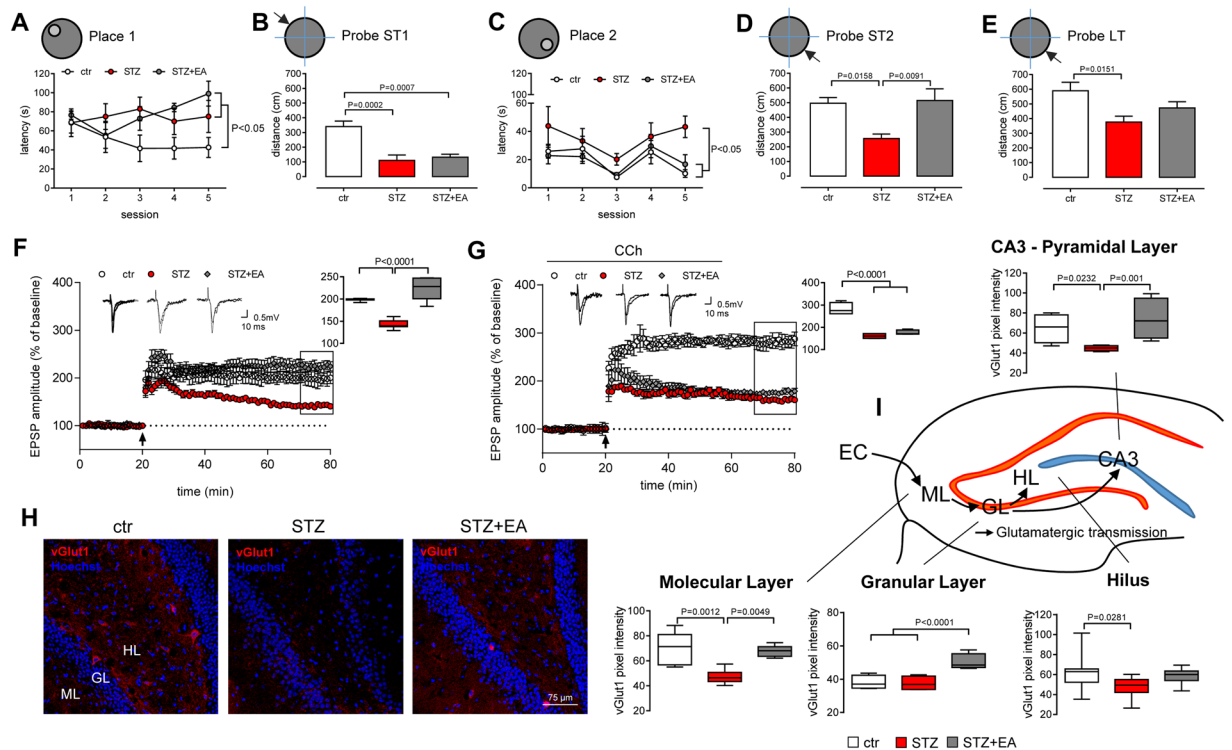 A
Place 1
ctr STZ STZ+EA
latency (s)
120
100
80
60
40
20
0
P<0.05
1 2 3 4 5
session
B
Probe ST1
distance (cm)
700
600
500
400
300
200
100
0
P=0.0007
P=0.0002
ctr STZ STZ+EA
C
Place 2
ctr STZ STZ+EA
latency (s)
120
100
60
40
20
0
P<0.05
1 2 3 4 5
session
D
Probe ST2
distance (cm)
700
600
500
400
300
200
100
0
P=0.0158 P=0.0091
ctr STZ STZ+EA
E
Probe LT
distance (cm)
700
600
500
400
300
200
100
0
P=0.0151
ctr STZ STZ+EA
F
ctr STZ STZ+EA
EPSP amplitude (% of baseline)
400
300
200
100
0.5mV
10 ms
0 20 40 60 80
time (min)
P<0.0001
250
200
150
100
G
CCh
ctr STZ STZ+EA
EPSP amplitude (% of baseline)
400
300
200
100
0.5mV
10 ms
0 20 40 60 80
time (min)
P<0.0001
400
300
200
100
CA3 - Pyramidal Layer
vGlut1 pixel intensity
100
80
60
40
20
P=0.0232 P=0.001
I
EC
ML
GL
HL
CA3
Glutamatergic transmission
H
ctr STZ STZ+EA
vGlut1 vGlut1 vGlut1
Hoechst Hoechst Hoechst
HL
GL
ML
75 µm
Molecular Layer
vGlut1 pixel intensity
100
80
60
40
20
P=0.0012 P=0.0049
Granular Layer
vGlut1 pixel intensity
80
60
40
20
P<0.0001
Hilus
vGlut1 pixel intensity
120
100
80
60
40
20
P=0.0281
ctr STZ STZ+EA